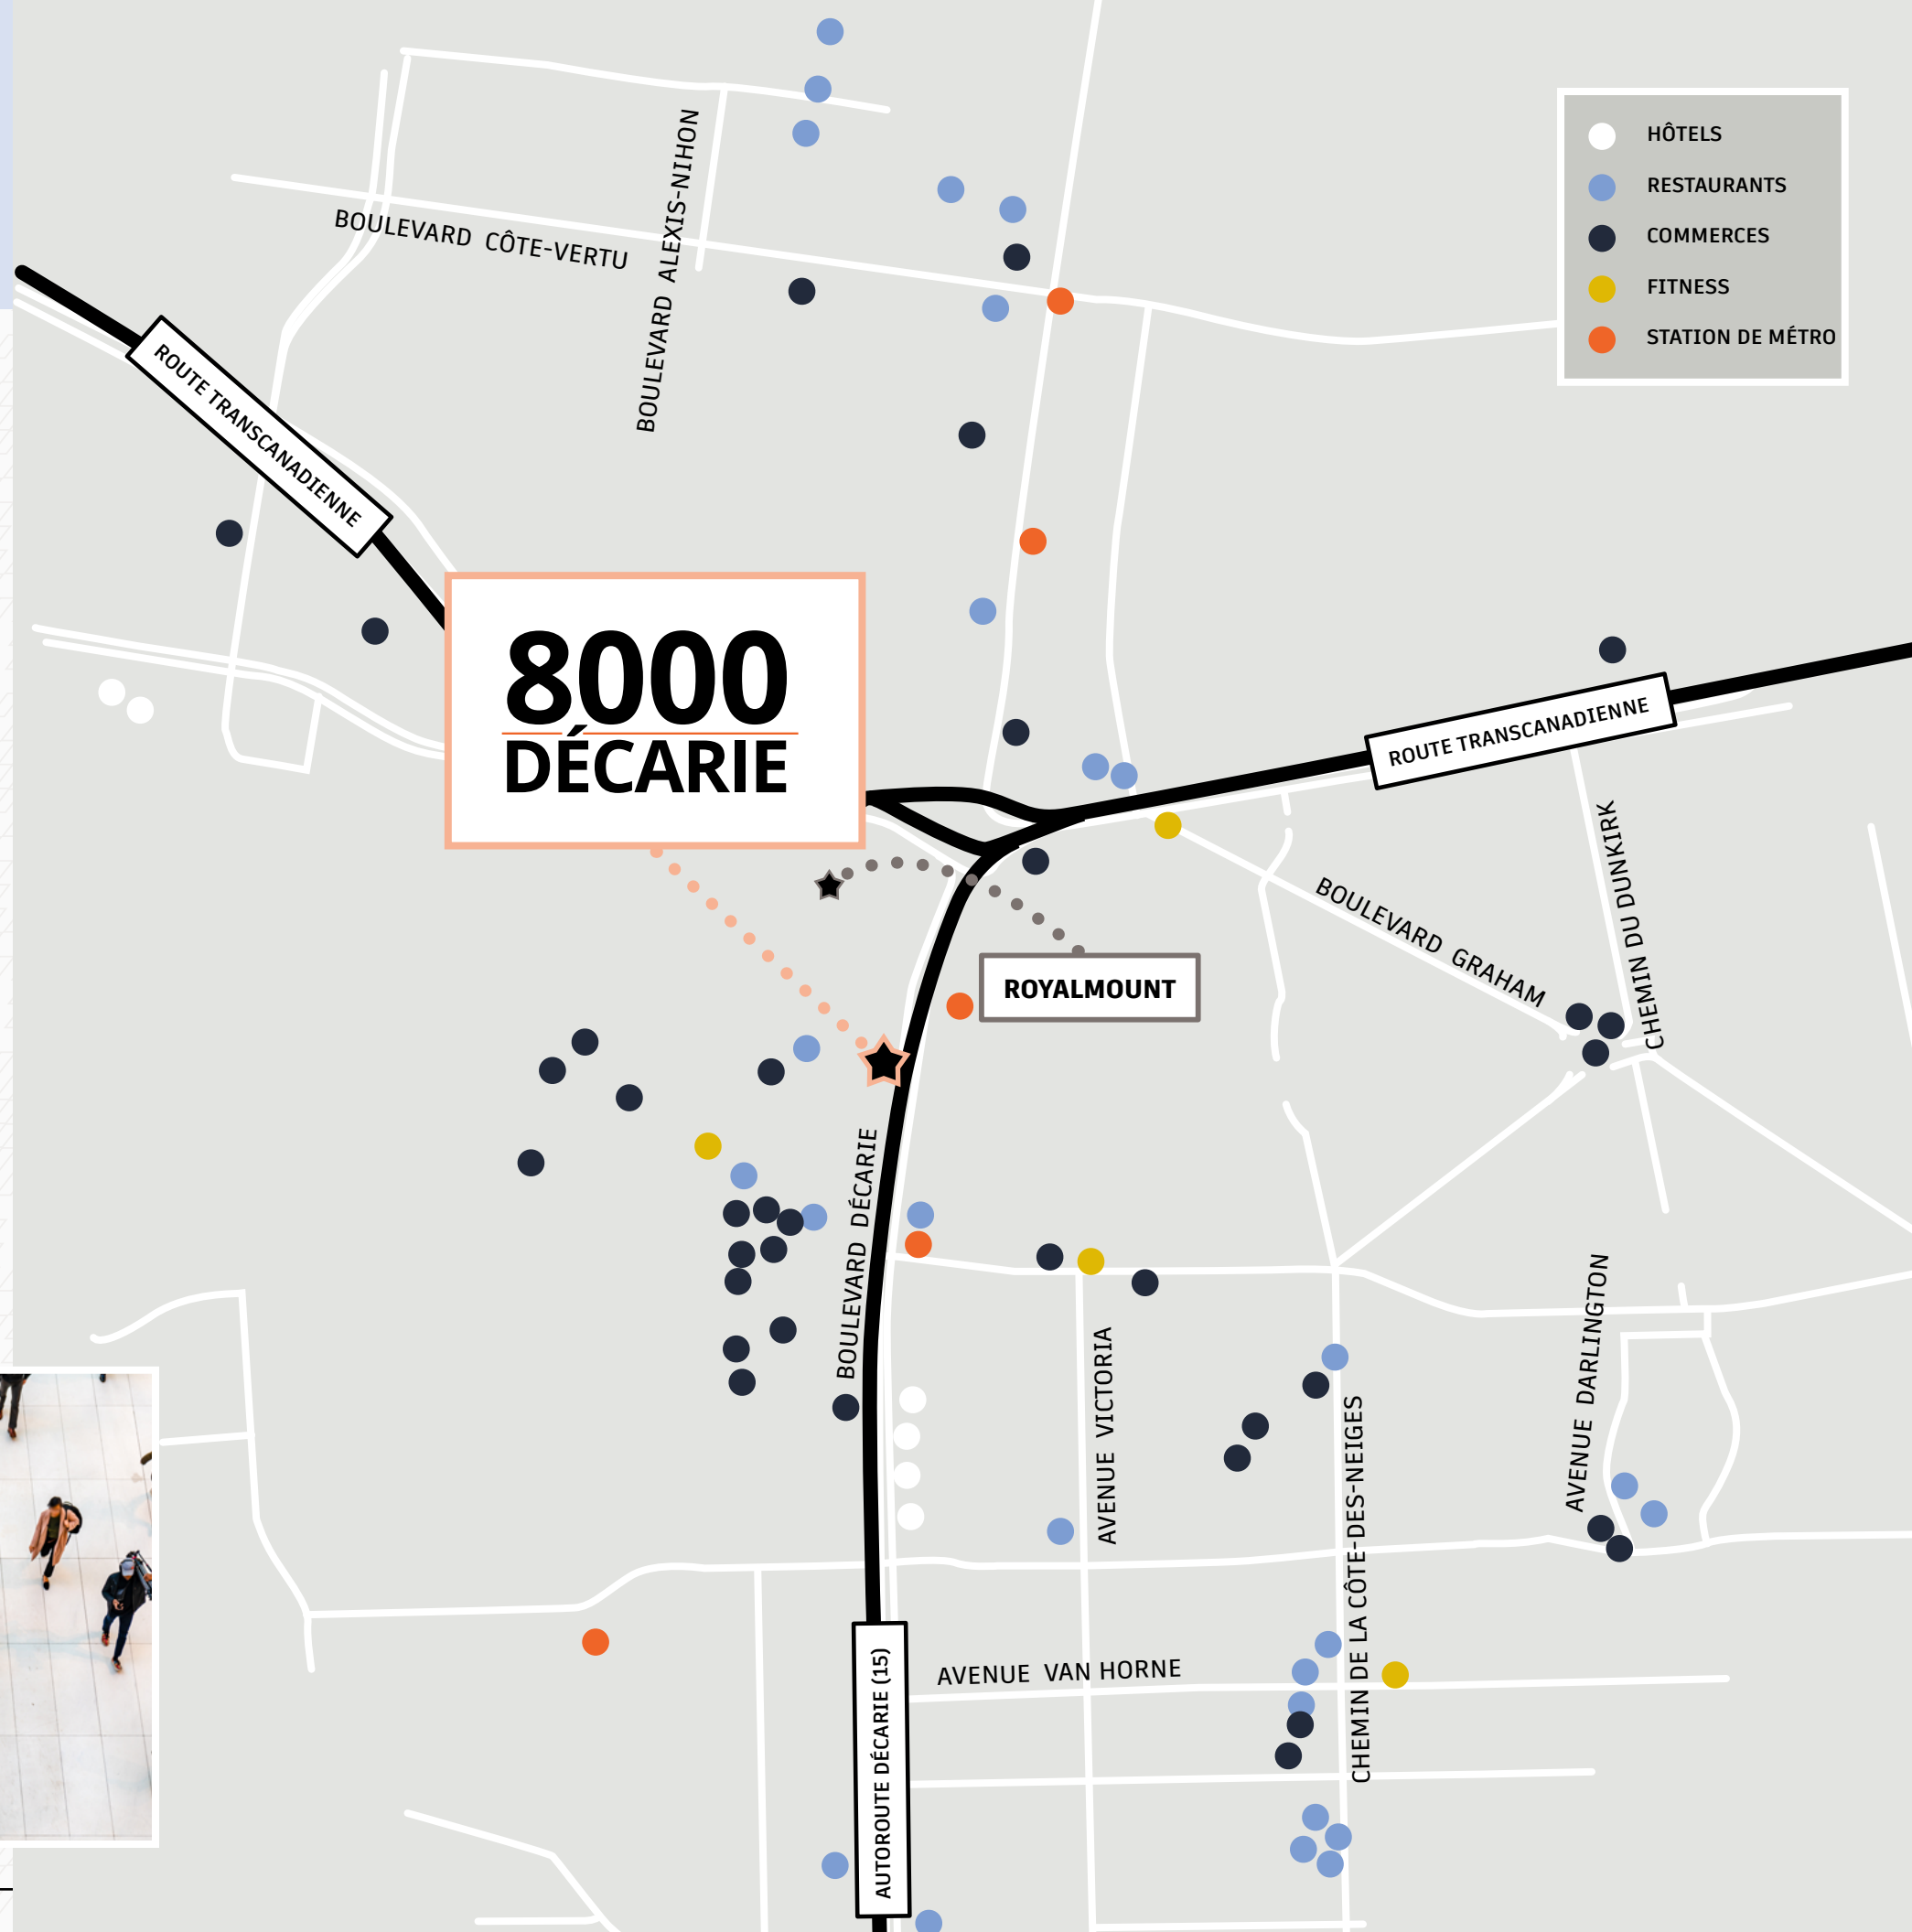 HÔTELS
RESTAURANTS
COMMERCES
FITNESS
STATION DE MÉTRO
BOULEVARD ALEXIS-NIHON
BOULEVARD CÔTE-VERTU
ROUTE TRANSCANADIENNE
8000
DÉCARIE
ROUTE TRANSCANADIENNE
CHEMIN DU DUNKIRK
BOULEVARD GRAHAM
ROYALMOUNT
BOULEVARD DÉCARIE
AVENUE VICTORIA
AVENUE DARLINGTON
CHEMIN DE LA CÔTE-DES-NEIGES
AVENUE VAN HORNE
AUTOROUTE DÉCARIE (15)